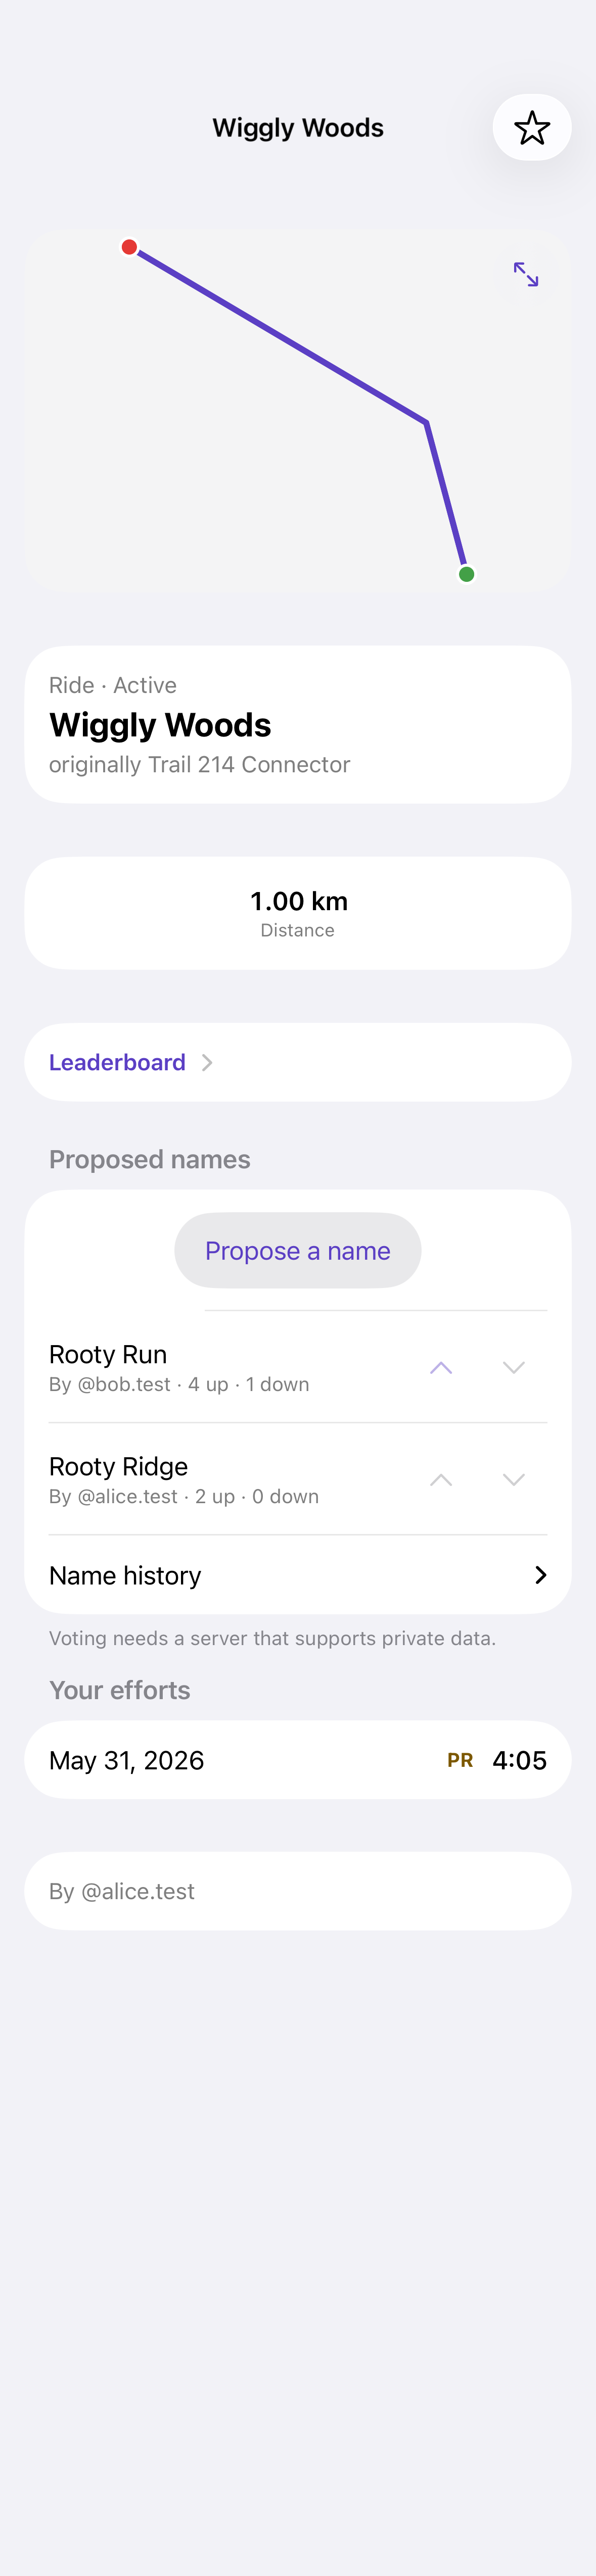 Wiggly Woods
Ride · Active
Wiggly Woods
originally Trail 214 Connector
1.00 km
Distance
Leaderboard
Proposed names
Propose a name
Rooty Run
By @bob.test · 4 up · 1 down
Rooty Ridge
By @alice.test · 2 up · 0 down
Name history
Voting needs a server that supports private data.
Your efforts
May 31, 2026 PR 4:05
By @alice.test